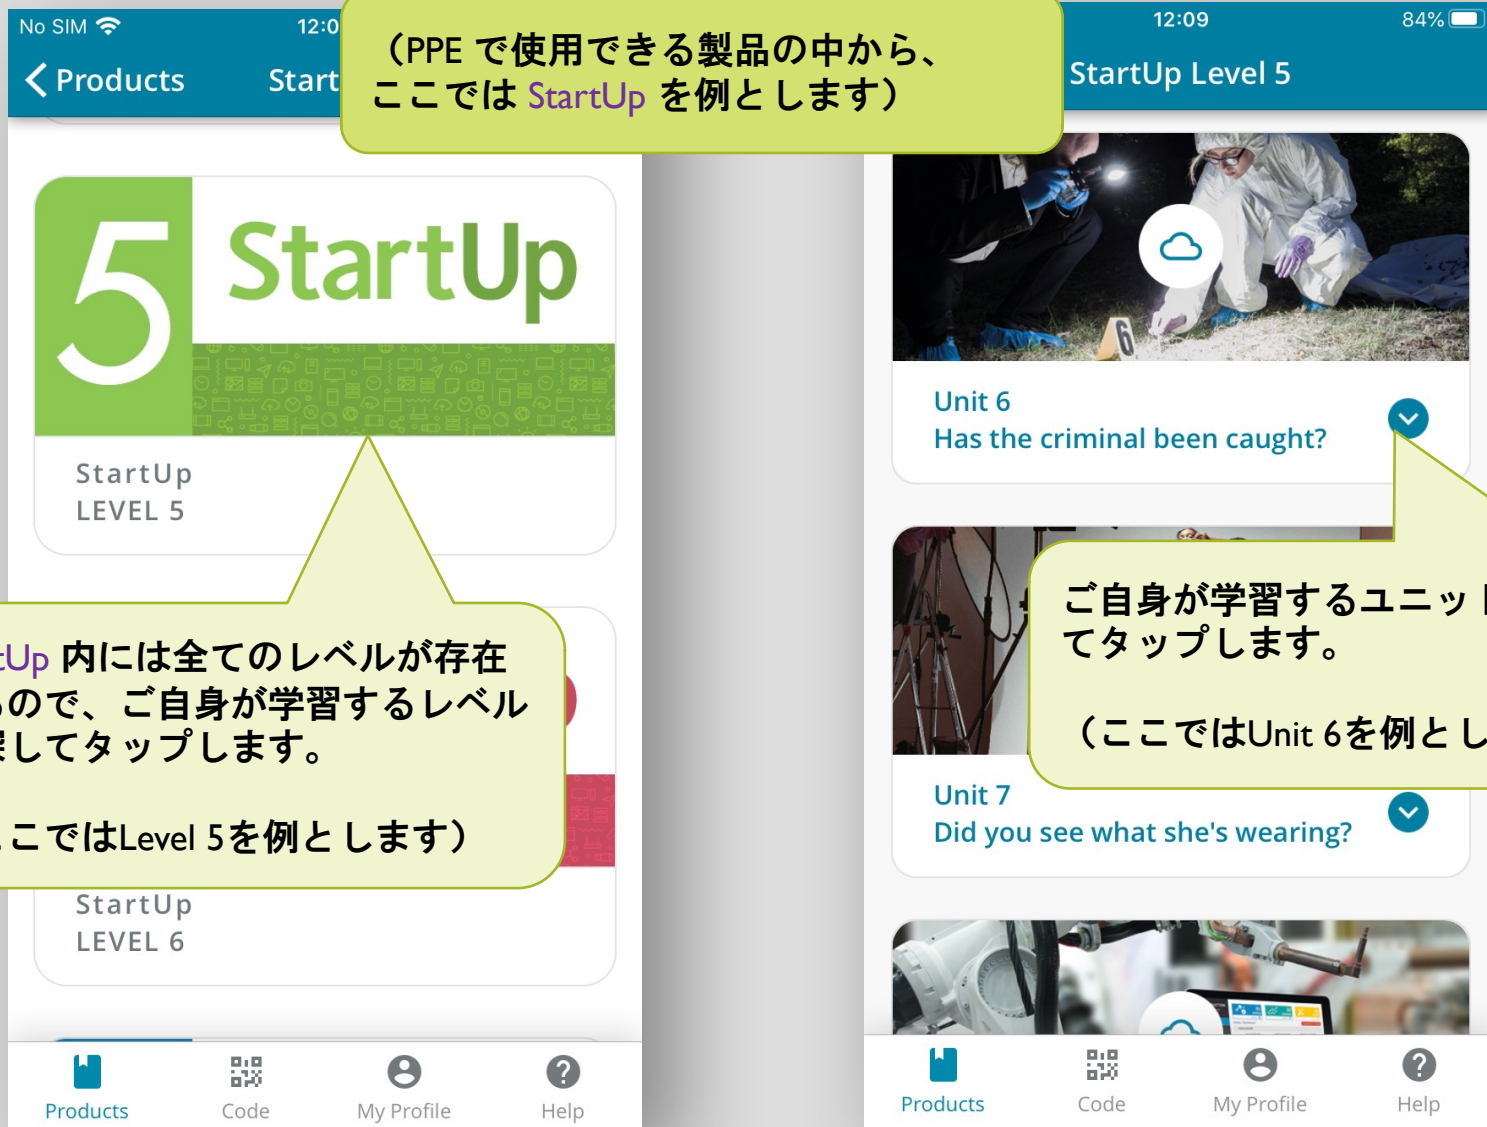 No SIM
12:0
Products
Start
(PPE で使用できる製品の中から、
ここでは StartUp を例とします)
5 StartUp
StartUp
LEVEL 5
tUp 内には全てのレベルが存在
ので、ご自身が学習するレベル
してタップします。
こではLevel 5を例とします)
StartUp
LEVEL 6
Products
Code
My Profile
Help
12:09
84%
StartUp Level 5
6
Unit 6
Has the criminal been caught?
ご自身が学習するユニット
てタップします。
(ここではUnit 6を例とし
Unit 7
Did you see what she's wearing?
Products
Code
My Profile
Help